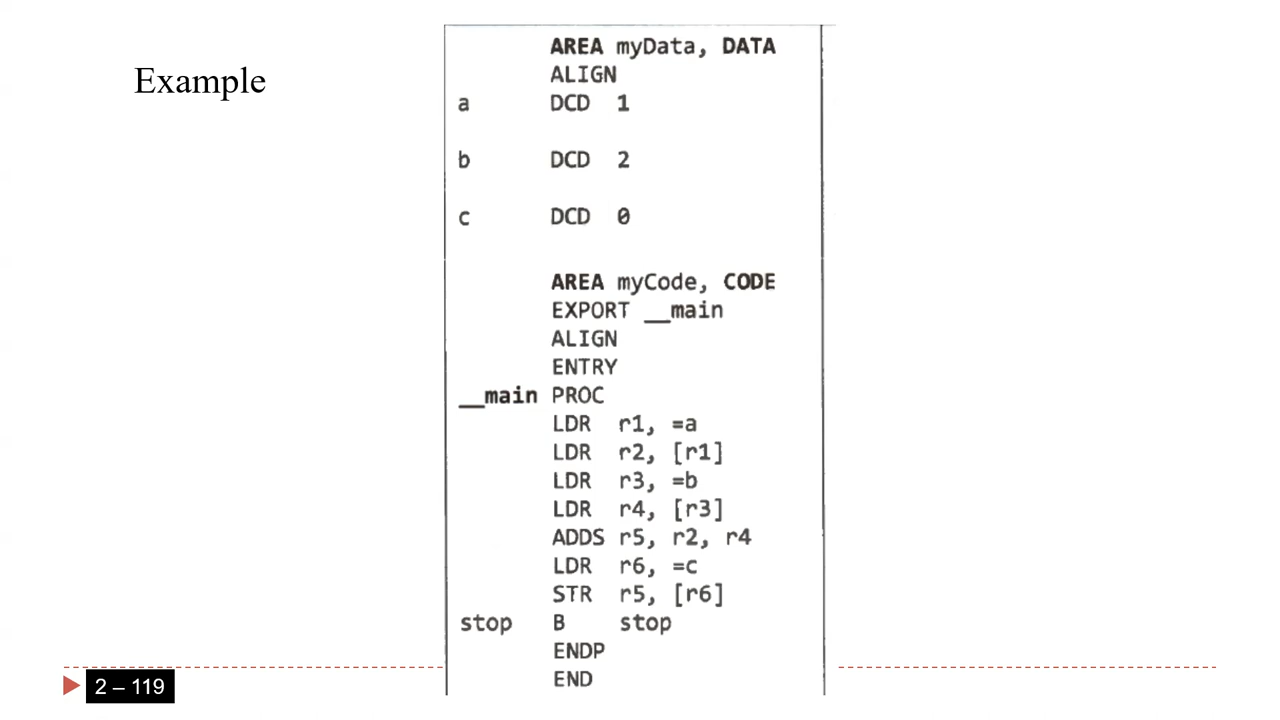 Example
AREA myData, DATA
ALIGN
a DCD 1
b DCD 2
c DCD 0
AREA myCode, CODE
EXPORT __main
ALIGN
ENTRY
__main PROC
LDR r1, =a
LDR r2, [r1]
LDR r3, =b
LDR r4, [r3]
ADDS r5, r2, r4
LDR r6, =c
STR r5, [r6]
stop B stop
ENDP
END
2 – 119